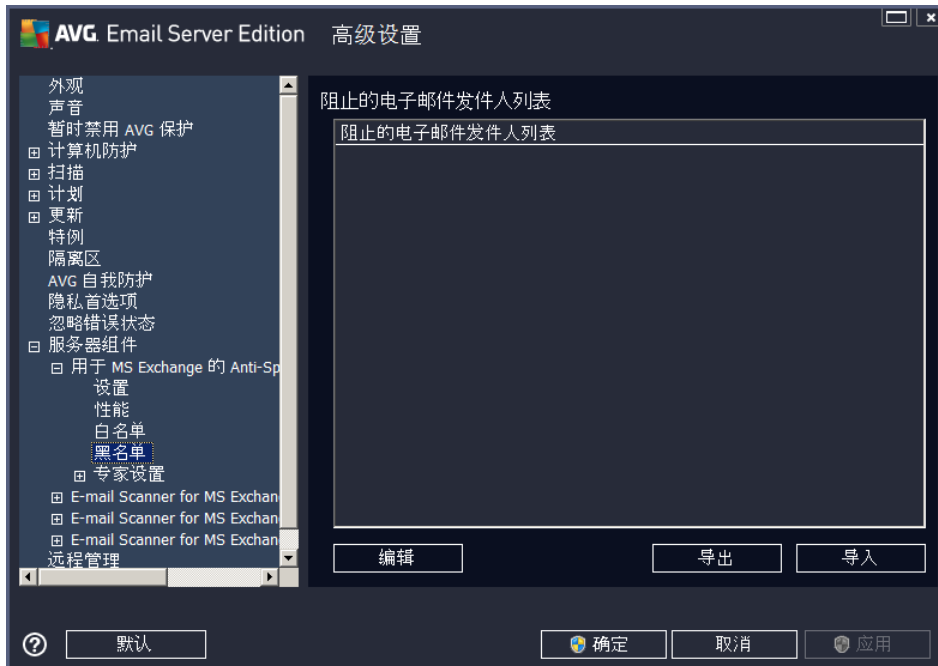 AVG. Email Server Edition 高级设置
外观
声音
暂时禁用 AVG 保护
计算机防护
扫描
计划
更新
特例
隔离区
AVG 自我防护
隐私首选项
忽略错误状态
服务器组件
用于 MS Exchange 的 Anti-Sp
设置
性能
白名单
黑名单
专家设置
E-mail Scanner for MS Exchan
E-mail Scanner for MS Exchan
E-mail Scanner for MS Exchan
远程管理
阻止的电子邮件发件人列表
阻止的电子邮件发件人列表
编辑 导出 导入
默认 确定 取消 应用